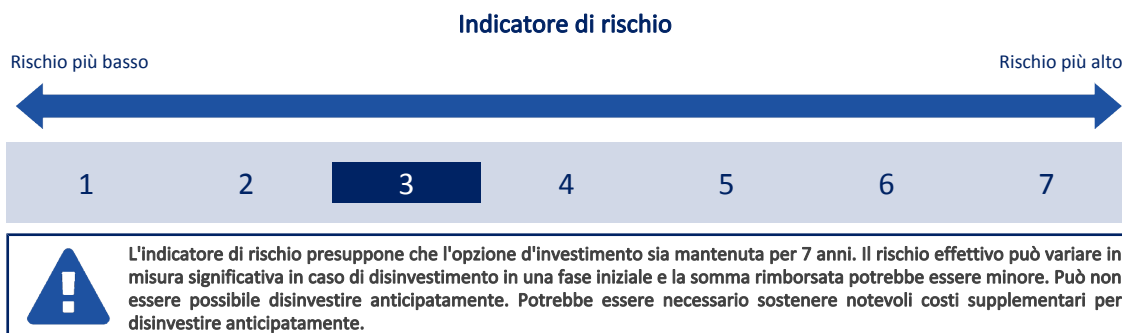 Indicatore di rischio
Rischio più basso
Rischio più alto
1 2 3 4 5 6 7
L'indicatore di rischio presuppone che l'opzione d'investimento sia mantenuta per 7 anni. Il rischio effettivo può variare in
misura significativa in caso di disinvestimento in una fase iniziale e la somma rimborsata potrebbe essere minore. Può non
essere possibile disinvestire anticipatamente. Potrebbe essere necessario sostenere notevoli costi supplementari per
disinvestire anticipatamente.